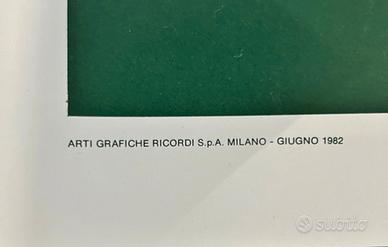 ARTI GRAFICHE RICORDI S.p.A. MILANO - GIUGNO 1982
subito